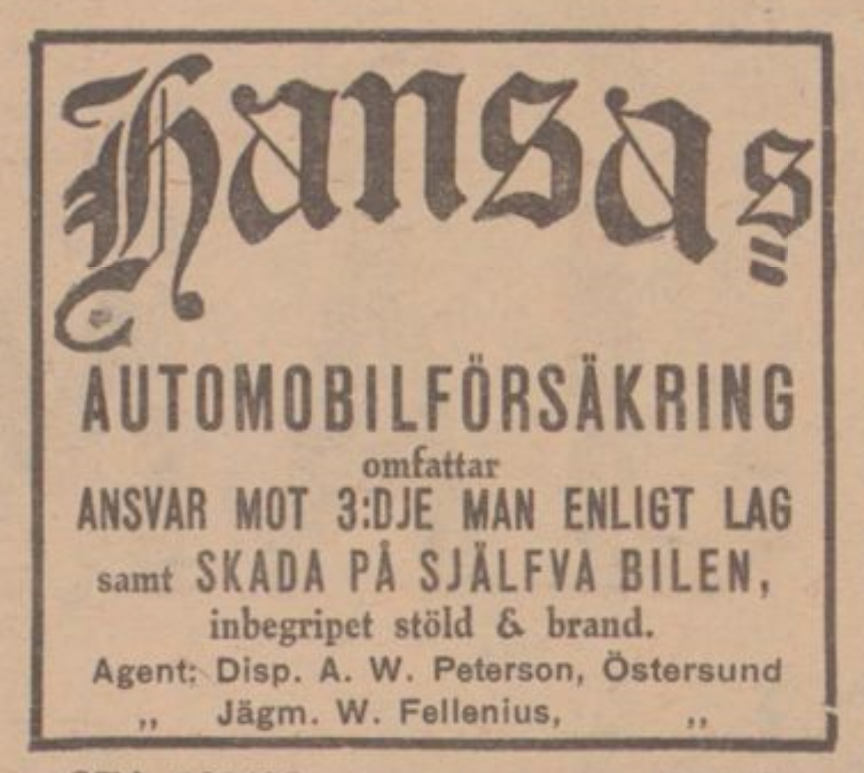 Hansas
AUTOMOBILFÖRSÄKRING
omfattar
ANSVAR MOT 3:DJE MAN ENLIGT LAG
samt SKADA PÅ SJÄLFVA BILEN,
inbegripet stöld & brand.
Agent: Disp. A. W. Peterson, Östersund
„ Jägm. W. Fellenius, „